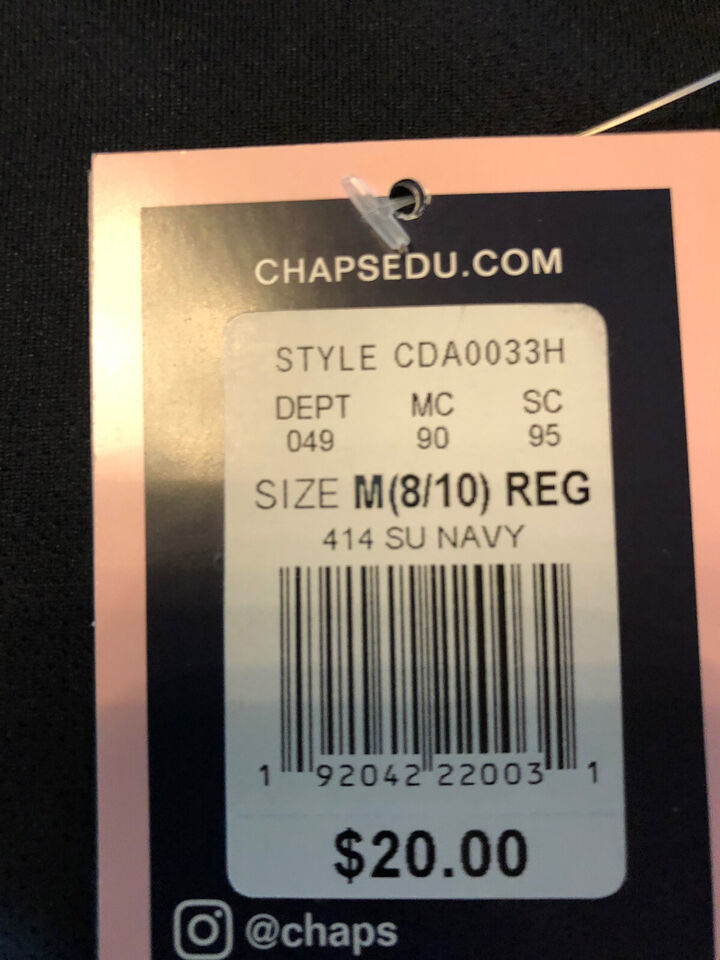 CHAPSEDU.COM
STYLE CDA0033H
DEPT MC SC
049 90 95
SIZE M(8/10) REG
414 SU NAVY
1 92042 22003 1
$20.00
@chaps